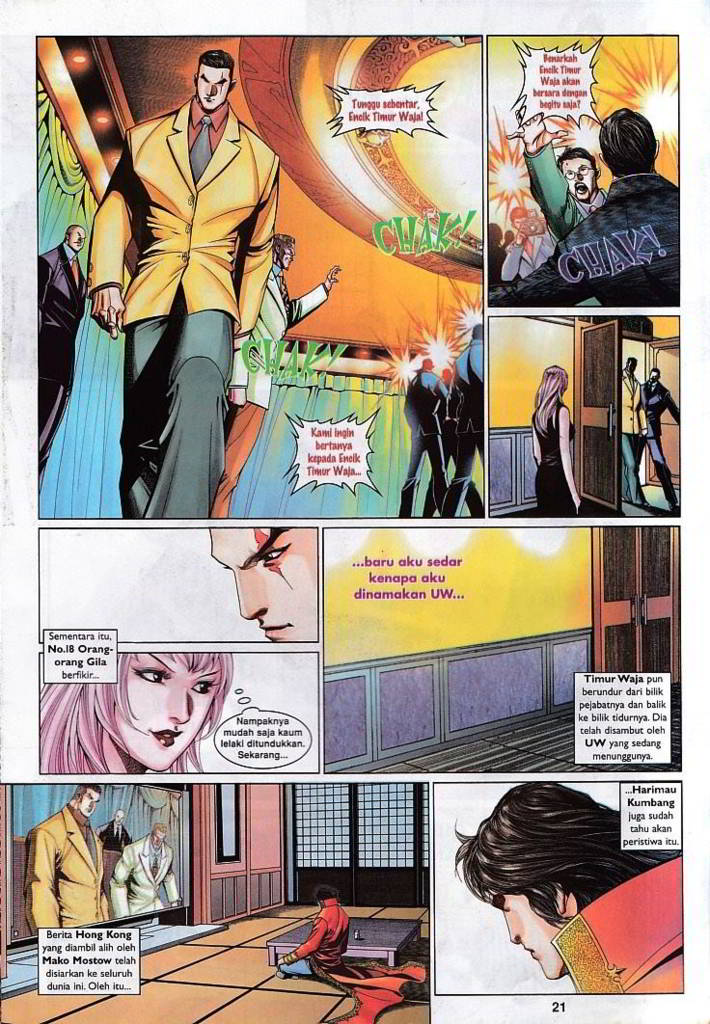 Tunggu sebentar,
Encik Timur Waja!
CHAK!
CHAK!
Kami ingin
bertanya
kepada Encik
Timur Waja...
Benarkah
Encik Timur
Waja akan
bersara dengan
begitu saja?
CHAK!
Sementara itu,
No.18 Orang-
orang Gila
berfikir...
Nampaknya
mudah saja kaum
lelaki ditundukkan.
Sekarang...
...baru aku sedar
kenapa aku
dinamakan UW...
Timur Waja pun
berundur dari bilik
pejabatnya dan balik
ke bilik tidurnya. Dia
telah disambut oleh
UW yang sedang
menunggunya.
Berita Hong Kong
yang diambil alih oleh
Mako Mostow telah
disiarkan ke seluruh
dunia ini. Oleh itu...
...Harimau
Kumbang
juga sudah
tahu akan
peristiwa itu.
21